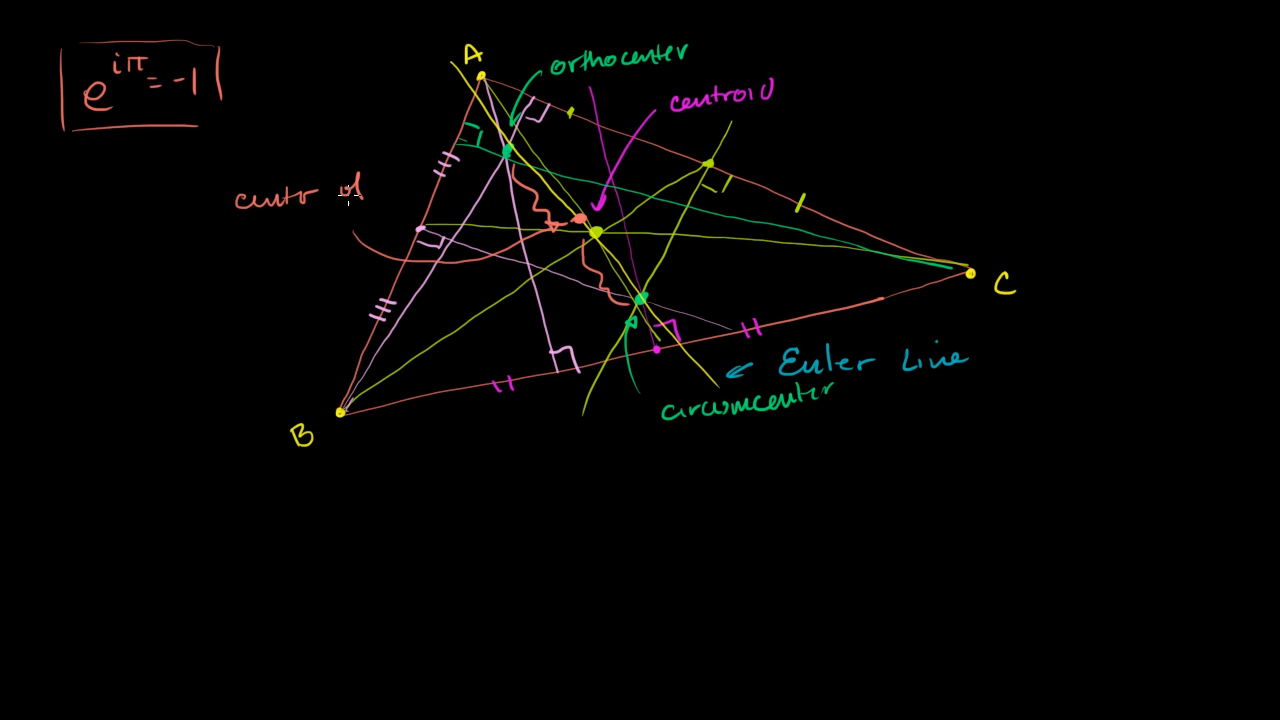 e^{iπ} = -1
A
orthocenter
centroid
center of
C
Euler Line
circumcenter
B